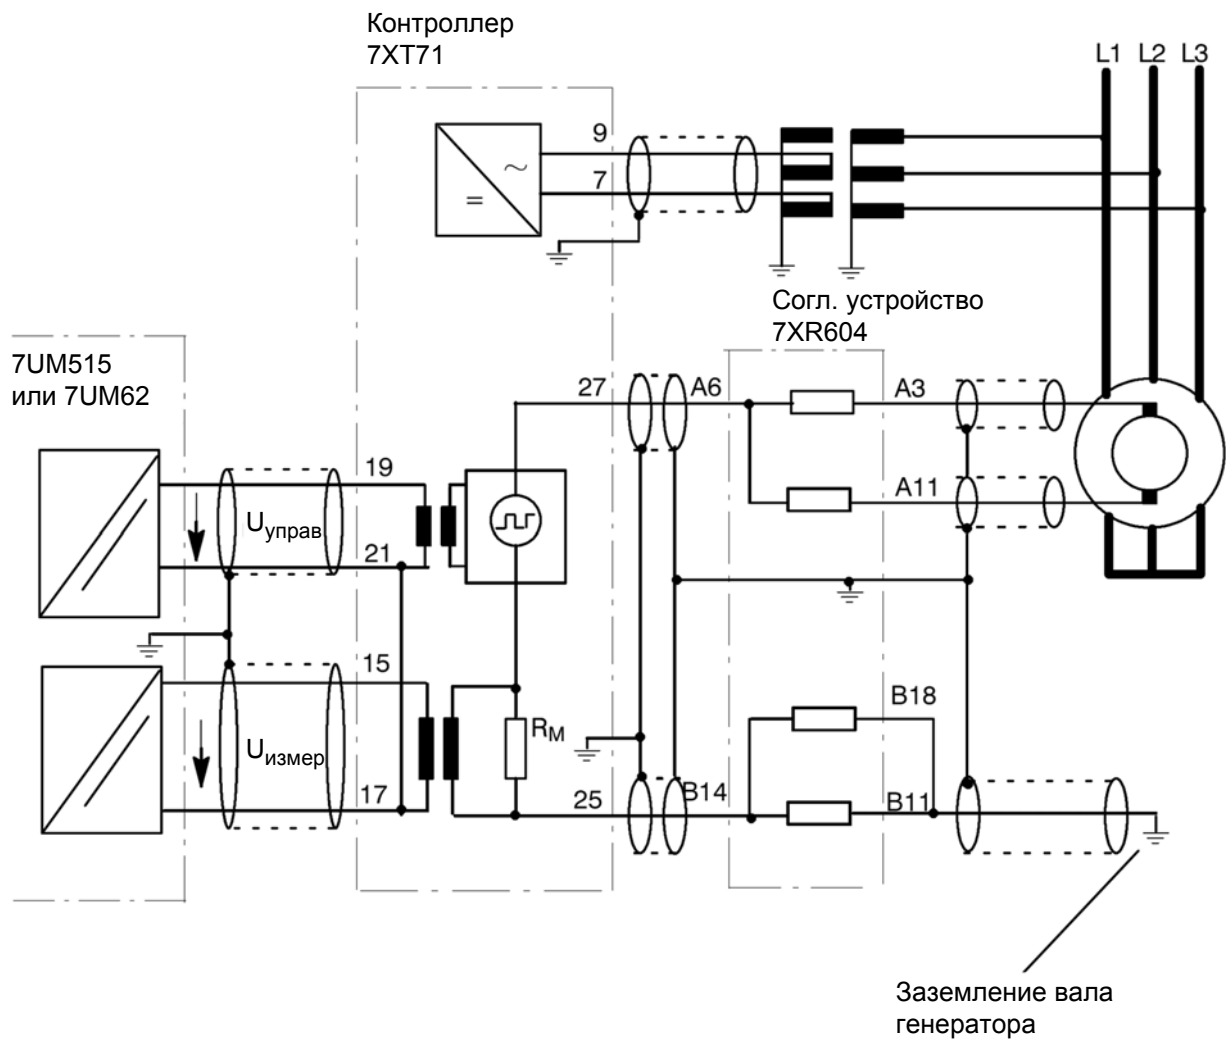 Контроллер
7XT71
L1 L2 L3
9
7
~
=
Согл. устройство
7XR604
7UM515
или 7UM62
27
A6
A3
19
A11
Uуправ
21
15
B18
RM
Uизмер
17
25
B14
B11
Заземление вала
генератора